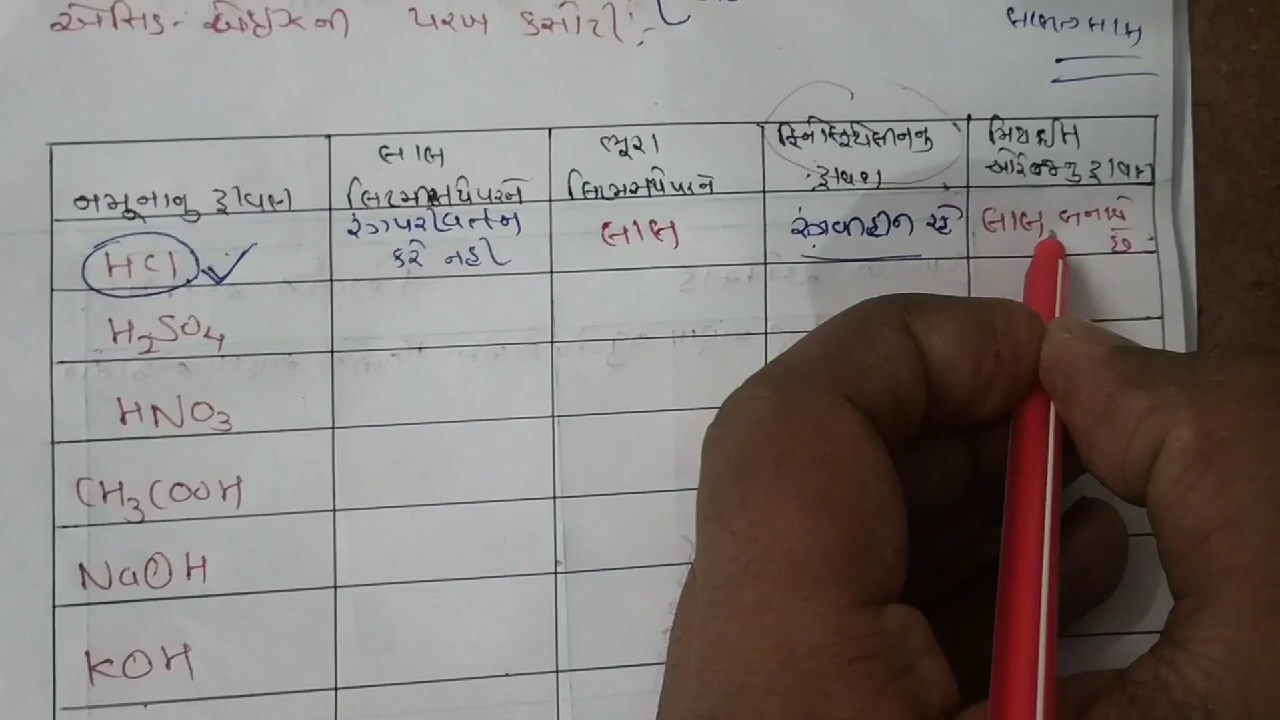 એસિડ-બેઇઝની પરખ કસોટી:-
લાલ
લિટમસપેપરને
ભૂરા
લિટમસપેપરને
ફિનોલ્ફથેલીનનુ
દ્રાવણ
મિથાઈલ
ઓરેન્જનુ દ્રાવણ
નમૂનાનુ દ્રાવણ
HCl
રંગપરીવર્તન
કરે નહી
લાલ
રંગવિહીન રહે
લાલ બનાવે
છે
H2SO4
HNO3
CH3COOH
NaOH
KOH